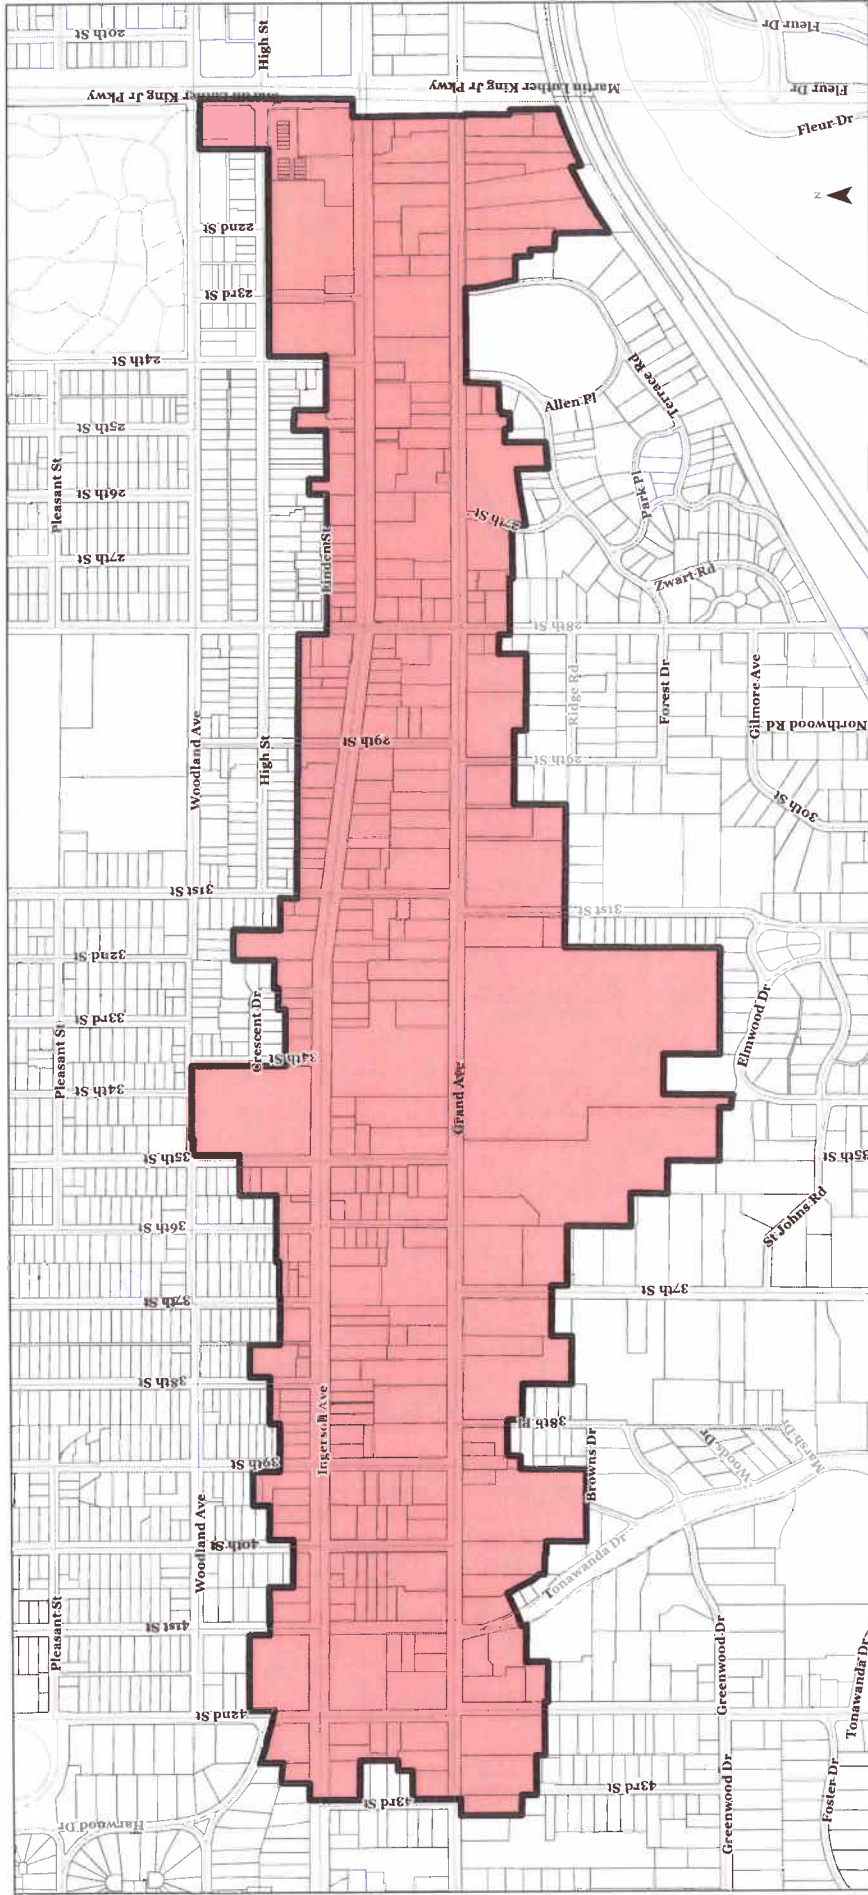 20th St
High St
Fleur Dr
Martin Luther King Jr Pkwy
Martin Luther King Jr Pkwy
Fleur Dr
Fleur Dr
N
22nd St
23rd St
24th St
25th St
Allen Pl
Terrace Rd
Pleasant St
26th St
Park Pl
27th St
27th St
Linden St
Zwart Rd
28th St
Ridge Rd
Forest Dr
Gilmore Ave
Northwood Rd
Woodland Ave
High St
29th St
29th St
30th St
31st St
31st St
32nd St
33rd St
Pleasant St
Crescent Dr
34th St
34th St
Elmwood Dr
Grand Ave
35th St
35th St
St Johns Rd
36th St
37th St
37th St
38th St
38th Pl
Ingersoll Ave
39th St
Browns Dr
Woods Dr
Marsh Dr
Woodland Ave
40th St
Tonawanda Dr
Pleasant St
41st St
Greenwood Dr
Tonawanda Dr
42nd St
43rd St
43rd St
Greenwood Dr
Foster Dr
Harwood Dr